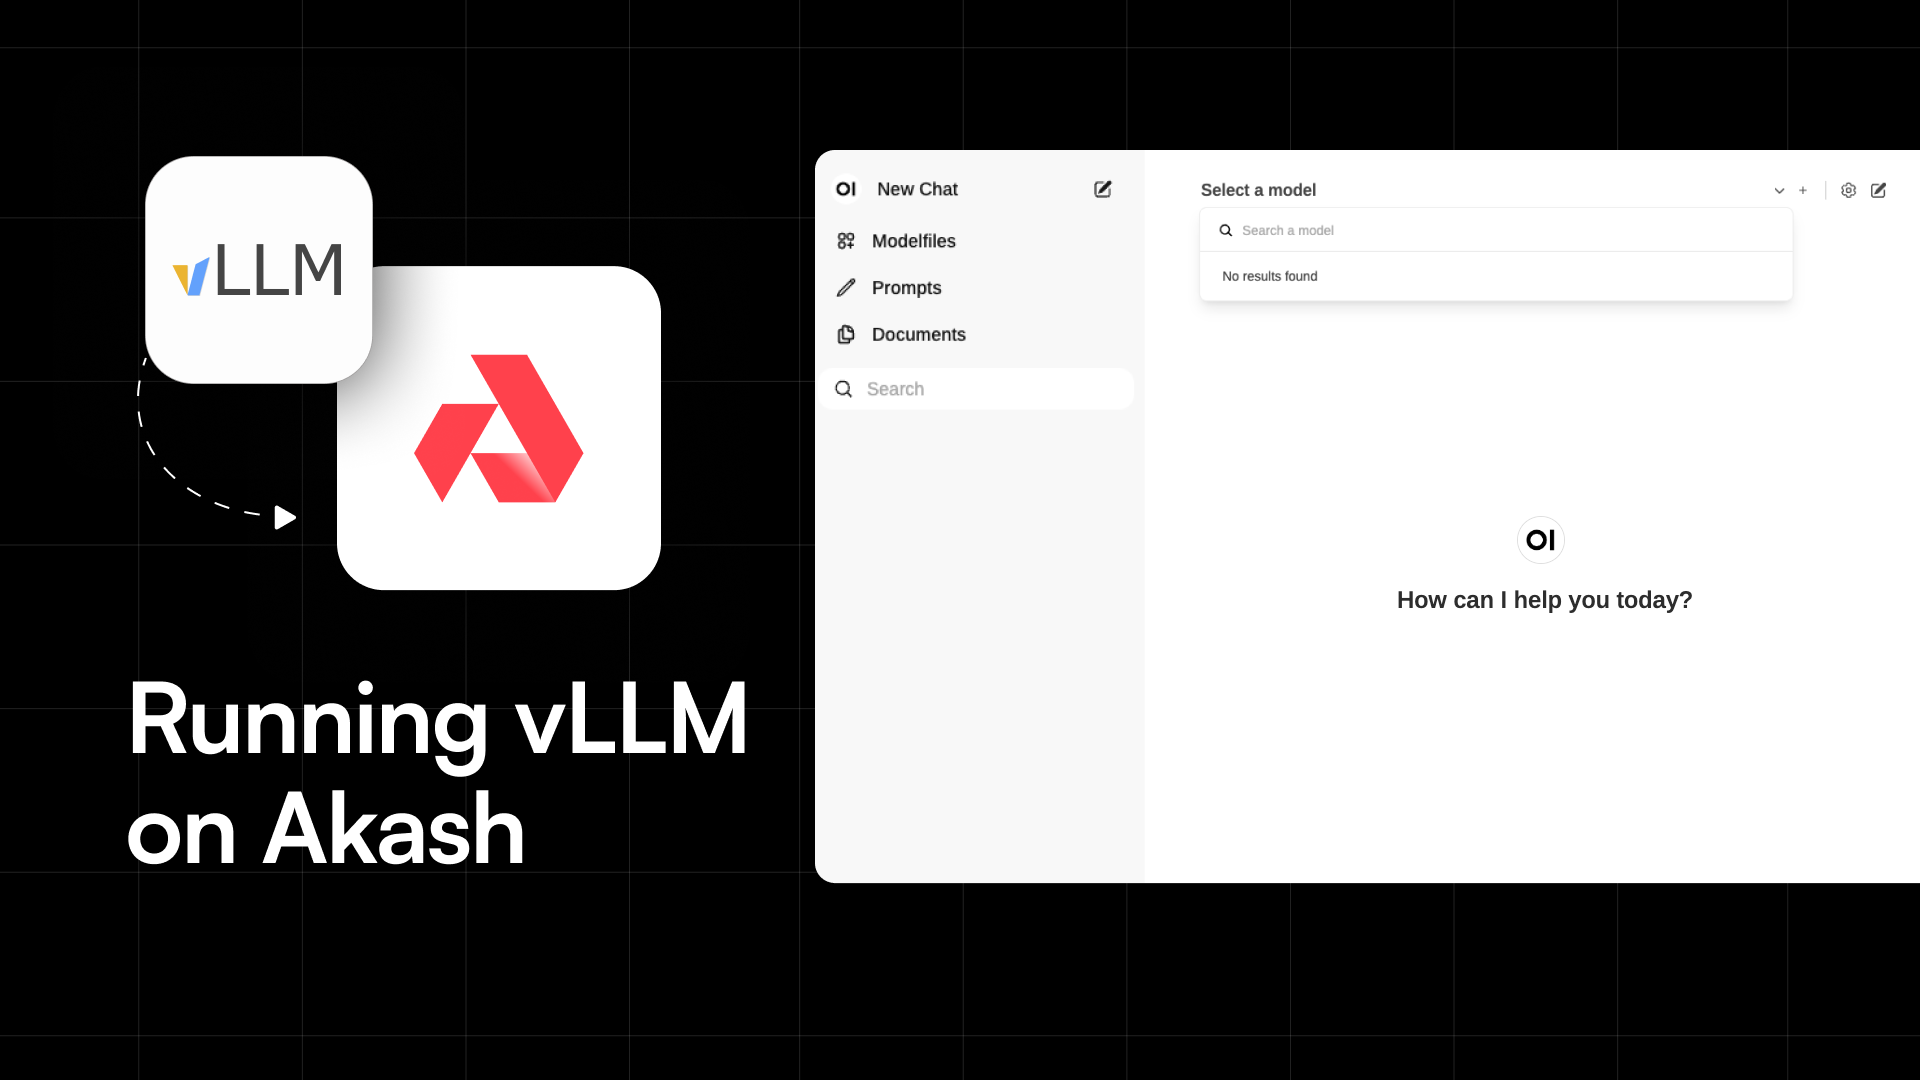 vLLM
Running vLLM
on Akash
OI New Chat
Modelfiles
Prompts
Documents
Search
Select a model
Search a model
No results found
OI
How can I help you today?